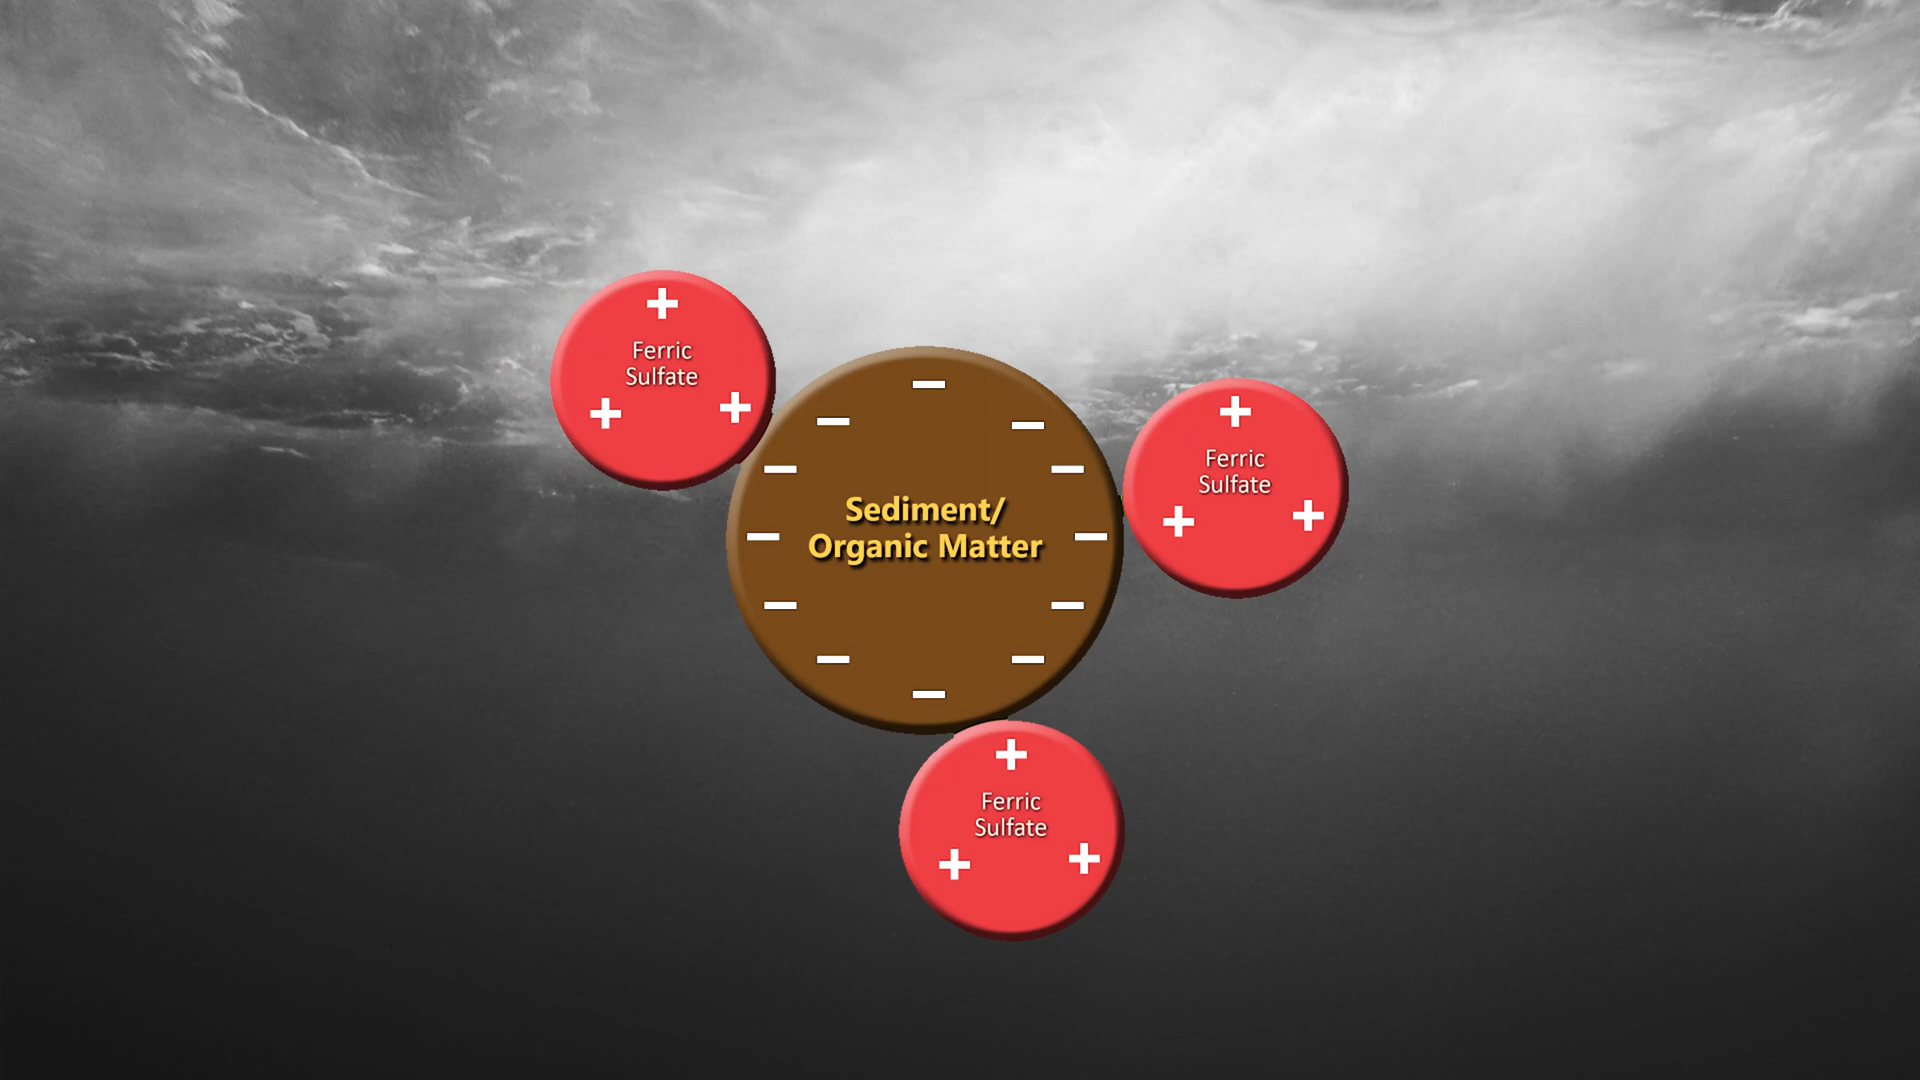 +
Ferric
Sulfate
+ +
+
Ferric
Sulfate
+ +
Sediment/
Organic Matter
+
Ferric
Sulfate
+ +